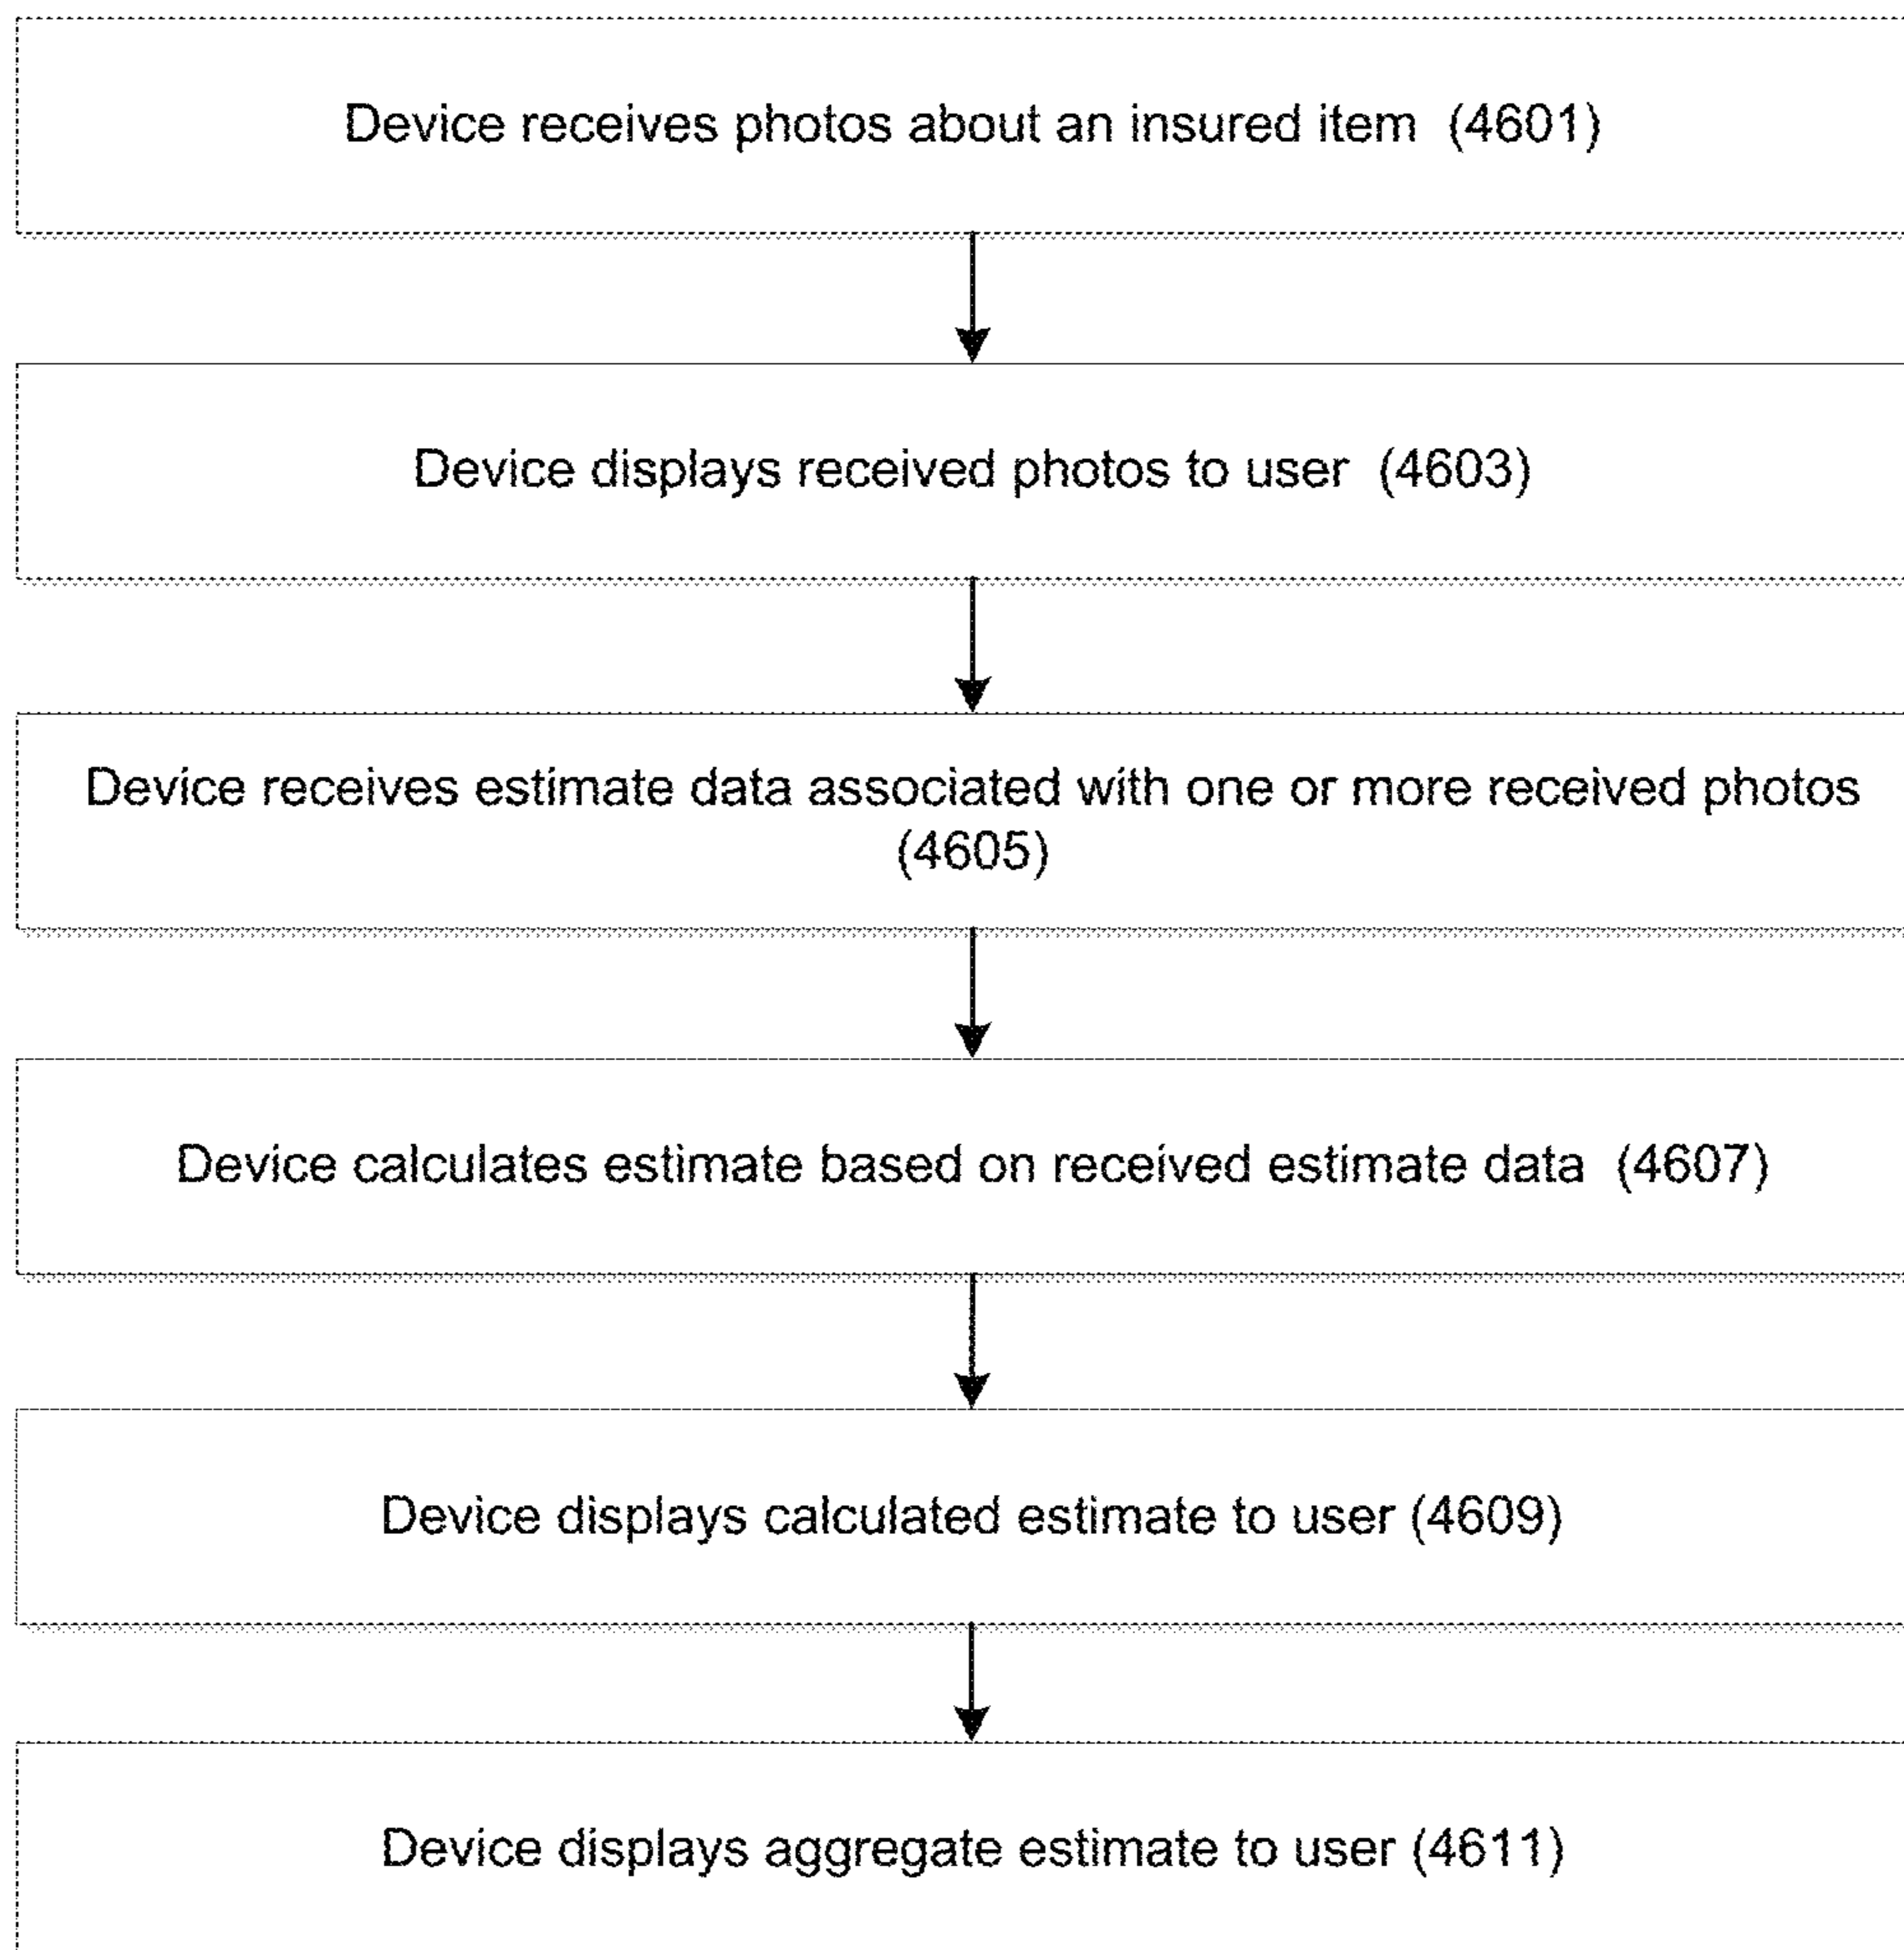 Device receives photos about an insured item (4601)
Device displays received photos to user (4603)
Device receives estimate data associated with one or more received photos
(4605)
Device calculates estimate based on received estimate data (4607)
Device displays calculated estimate to user (4609)
Device displays aggregate estimate to user (4611)